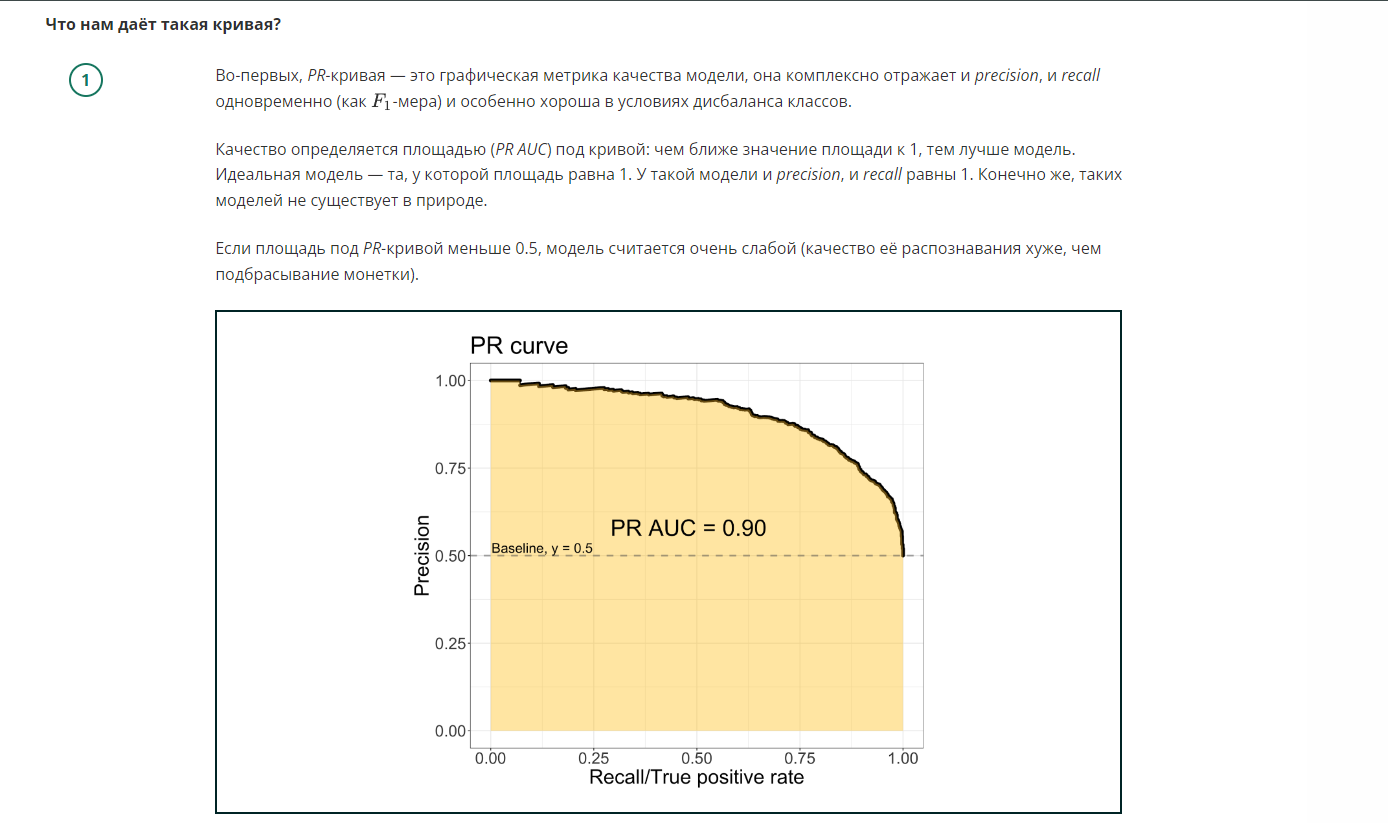 Что нам даёт такая кривая?
1
Во-первых, PR-кривая — это графическая метрика качества модели, она комплексно отражает и precision, и recall
одновременно (как F₁-мера) и особенно хороша в условиях дисбаланса классов.
Качество определяется площадью (PR AUC) под кривой: чем ближе значение площади к 1, тем лучше модель.
Идеальная модель — та, у которой площадь равна 1. У такой модели и precision, и recall равны 1. Конечно же, таких
моделей не существует в природе.
Если площадь под PR-кривой меньше 0.5, модель считается очень слабой (качество её распознавания хуже, чем
подбрасывание монетки).
PR curve
1.00
0.75
PR AUC = 0.90
Baseline, y = 0.5
0.50
Precision
0.25
0.00
0.00 0.25 0.50 0.75 1.00
Recall/True positive rate